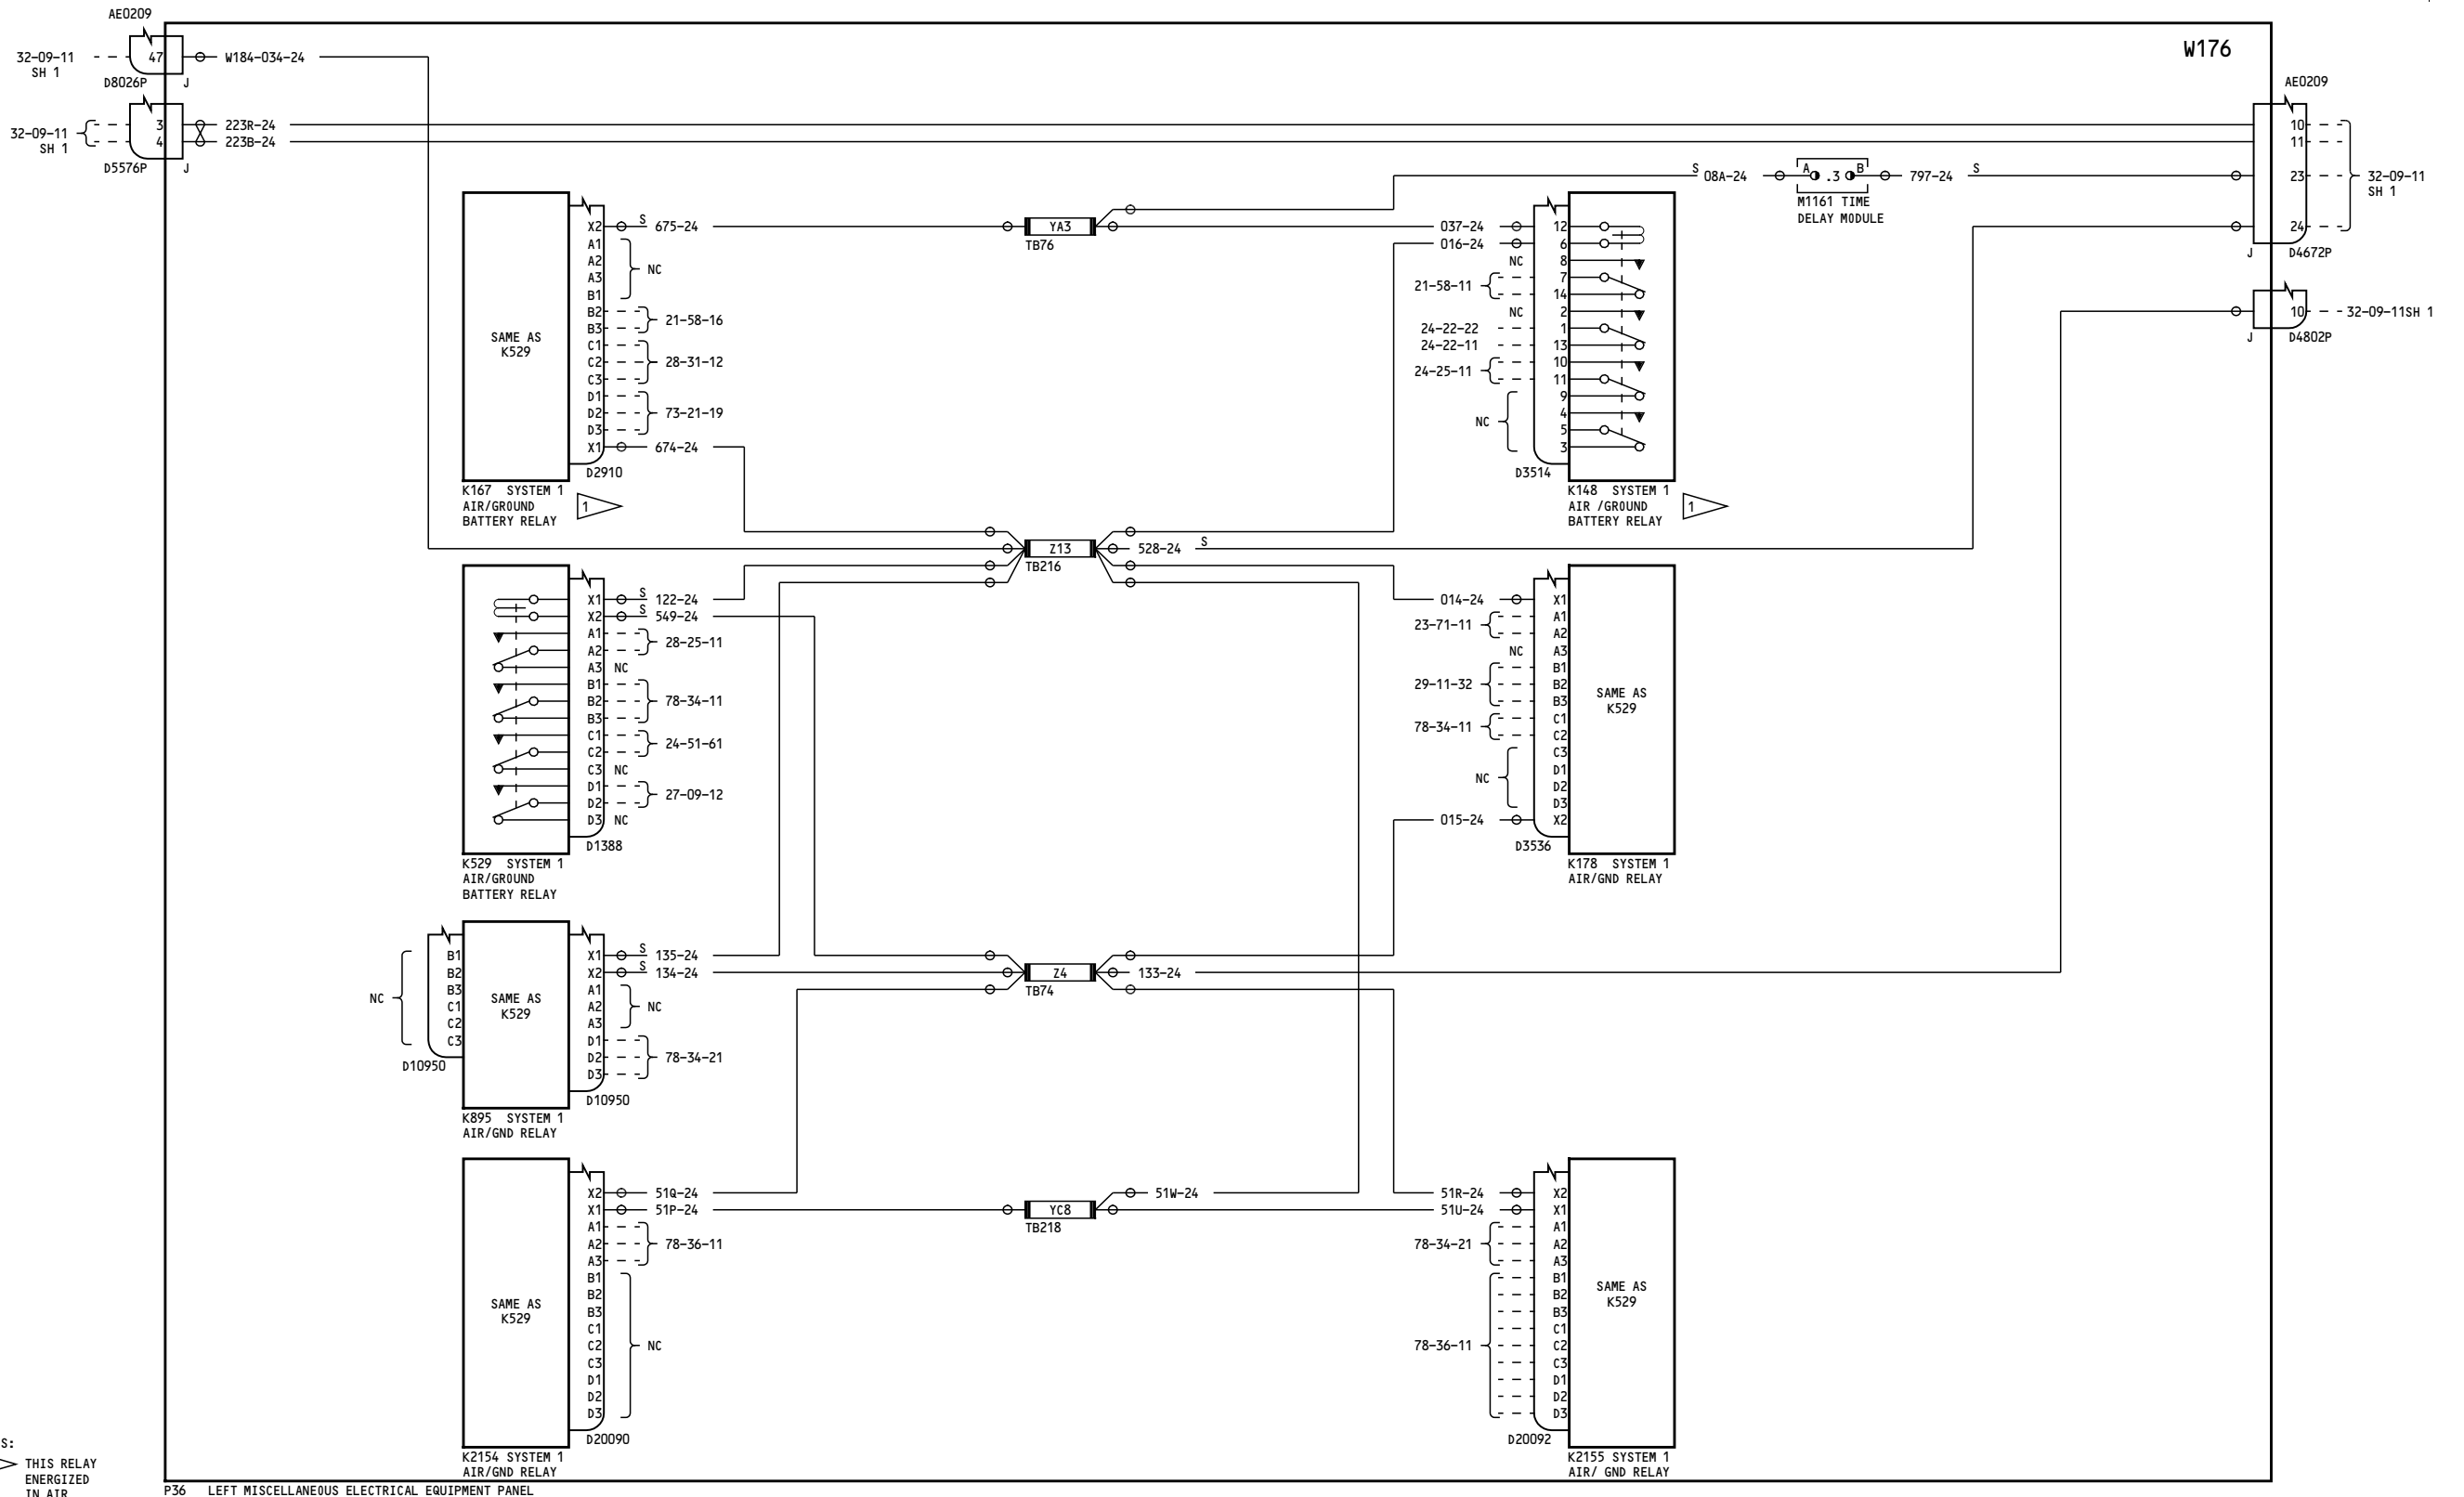 AE0209
W176
32-09-11
SH 1
47
W184-034-24
D8026P
J
AE0209
32-09-11
SH 1
3
4
223R-24
223B-24
D5576P
J
10
11
23
24
32-09-11
SH 1
J
D4672P
S
08A-24
A
.3
B
797-24
S
M1161 TIME
DELAY MODULE
10
32-09-11SH 1
J
D4802P
SAME AS
K529
X2
A1
A2
A3
B1
B2
B3
C1
C2
C3
D1
D2
D3
X1
S
675-24
NC
21-58-16
28-31-12
73-21-19
674-24
D2910
K167 SYSTEM 1
AIR/GROUND
BATTERY RELAY
1
YA3
TB76
037-24
016-24
NC
21-58-11
NC
24-22-22
24-22-11
24-25-11
NC
12
6
8
7
14
2
1
13
10
11
9
4
5
3
D3514
K148 SYSTEM 1
AIR /GROUND
BATTERY RELAY
1
Z13
TB216
528-24
S
X1
X2
A1
A2
A3
B1
B2
B3
C1
C2
C3
D1
D2
D3
S
122-24
S
549-24
28-25-11
NC
78-34-11
24-51-61
NC
27-09-12
NC
D1388
K529 SYSTEM 1
AIR/GROUND
BATTERY RELAY
014-24
23-71-11
NC
29-11-32
78-34-11
NC
015-24
X1
A1
A2
A3
B1
B2
B3
C1
C2
C3
D1
D2
D3
X2
SAME AS
K529
D3536
K178 SYSTEM 1
AIR/GND RELAY
NC
B1
B2
B3
C1
C2
C3
D10950
SAME AS
K529
X1
X2
A1
A2
A3
D1
D2
D3
S
135-24
S
134-24
NC
78-34-21
D10950
K895 SYSTEM 1
AIR/GND RELAY
Z4
TB74
133-24
SAME AS
K529
X2
X1
A1
A2
A3
B1
B2
B3
C1
C2
C3
D1
D2
D3
51Q-24
51P-24
78-36-11
NC
D20090
K2154 SYSTEM 1
AIR/GND RELAY
YC8
TB218
51W-24
51R-24
51U-24
78-34-21
78-36-11
X2
X1
A1
A2
A3
B1
B2
B3
C1
C2
C3
D1
D2
D3
SAME AS
K529
D20092
K2155 SYSTEM 1
AIR/ GND RELAY
S:
THIS RELAY
ENERGIZED
IN AIR
P36 LEFT MISCELLANEOUS ELECTRICAL EQUIPMENT PANEL